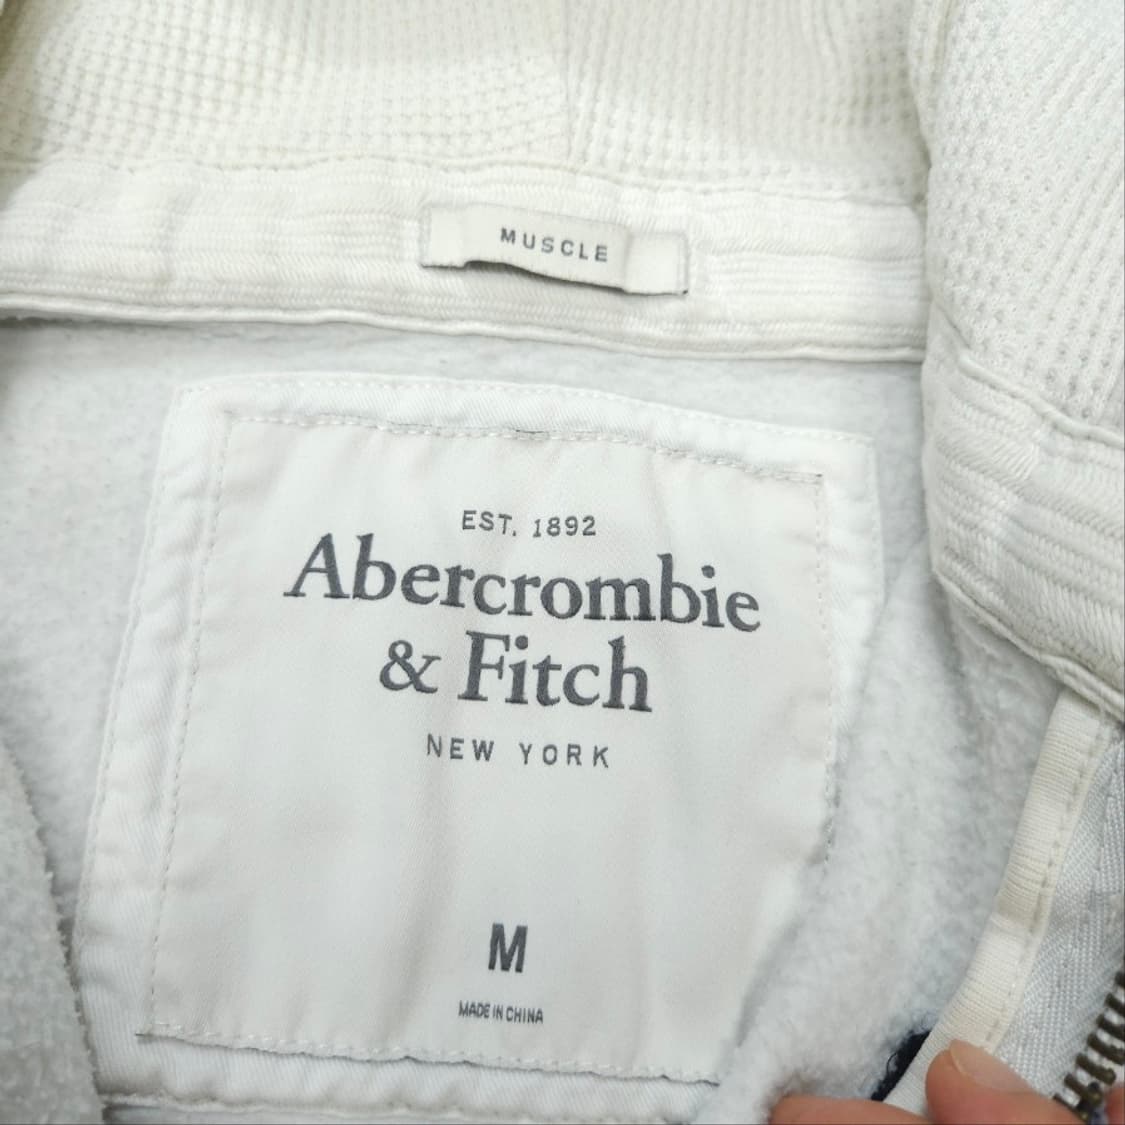 MUSCLE
EST. 1892
Abercrombie
& Fitch
NEW YORK
M
MADE IN CHINA